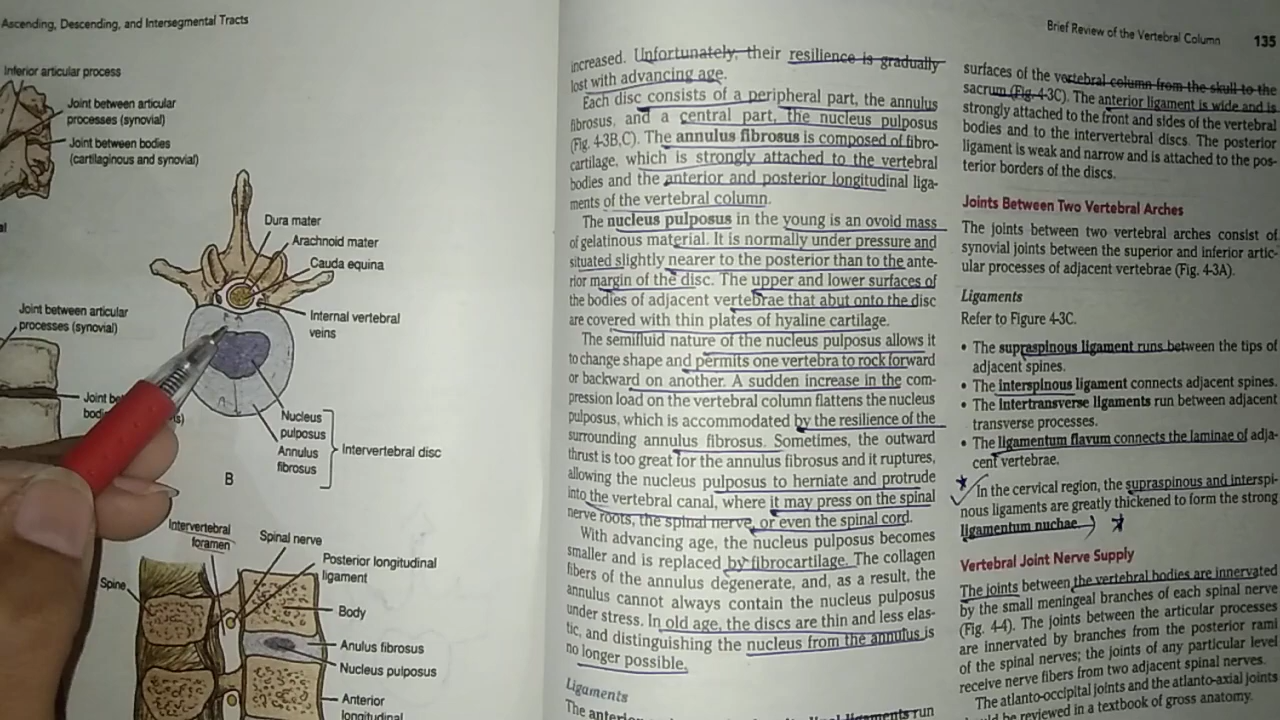 Ascending, Descending, and Intersegmental Tracts
Inferior articular process
Joint between articular
processes (synovial)
Joint between bodies
(cartilaginous and synovial)
Dura mater
Arachnoid mater
Cauda equina
Internal vertebral
veins
Joint between articular
processes (synovial)
Nucleus
pulposus
Annulus
fibrosus
Intervertebral disc
B
Intervertebral
foramen
Spinal nerve
Posterior longitudinal
ligament
Spine
Body
Anulus fibrosus
Nucleus pulposus
Anterior
longitudinal
increased. Unfortunately, their resilience is gradually
lost with advancing age.
Each disc consists of a peripheral part, the annulus
fibrosus, and a central part, the nucleus pulposus
(Fig. 4-3B,C). The annulus fibrosus is composed of fibro-
cartilage, which is strongly attached to the vertebral
bodies and the anterior and posterior longitudinal liga-
ments of the vertebral column.
The nucleus pulposus in the young is an ovoid mass
of gelatinous material. It is normally under pressure and
situated slightly nearer to the posterior than to the ante-
rior margin of the disc. The upper and lower surfaces of
the bodies of adjacent vertebrae that abut onto the disc
are covered with thin plates of hyaline cartilage.
The semifluid nature of the nucleus pulposus allows it
to change shape and permits one vertebra to rock forward
or backward on another. A sudden increase in the com-
pression load on the vertebral column flattens the nucleus
pulposus, which is accommodated by the resilience of the
surrounding annulus fibrosus. Sometimes, the outward
thrust is too great for the annulus fibrosus and it ruptures,
allowing the nucleus pulposus to herniate and protrude
into the vertebral canal, where it may press on the spinal
nerve roots, the spinal nerve, or even the spinal cord.
With advancing age, the nucleus pulposus becomes
smaller and is replaced by fibrocartilage. The collagen
fibers of the annulus degenerate, and, as a result, the
annulus cannot always contain the nucleus pulposus
under stress. In old age, the discs are thin and less elas-
tic, and distinguishing the nucleus from the annulus is
no longer possible.
Ligaments
The anterior ligaments run
Brief Review of the Vertebral Column 135
surfaces of the vertebral column from the skull to the
sacrum (Fig. 4-3C). The anterior ligament is wide and is
strongly attached to the front and sides of the vertebral
bodies and to the intervertebral discs. The posterior
ligament is weak and narrow and is attached to the pos-
terior borders of the discs.
Joints Between Two Vertebral Arches
The joints between two vertebral arches consist of
synovial joints between the superior and inferior artic-
ular processes of adjacent vertebrae (Fig. 4-3A).
Ligaments
Refer to Figure 4-3C.
• The supraspinous ligament runs between the tips of
adjacent spines.
• The interspinous ligament connects adjacent spines.
• The intertransverse ligaments run between adjacent
transverse processes.
• The ligamentum flavum connects the laminae of adja-
cent vertebrae.
In the cervical region, the supraspinous and interspi-
nous ligaments are greatly thickened to form the strong
ligamentum nuchae.
Vertebral Joint Nerve Supply
The joints between the vertebral bodies are innervated
by the small meningeal branches of each spinal nerve
(Fig. 4-4). The joints between the articular processes
are innervated by branches from the posterior rami
of the spinal nerves; the joints of any particular level
receive nerve fibers from two adjacent spinal nerves.
The atlanto-occipital joints and the atlanto-axial joints
be reviewed in a textbook of gross anatomy.